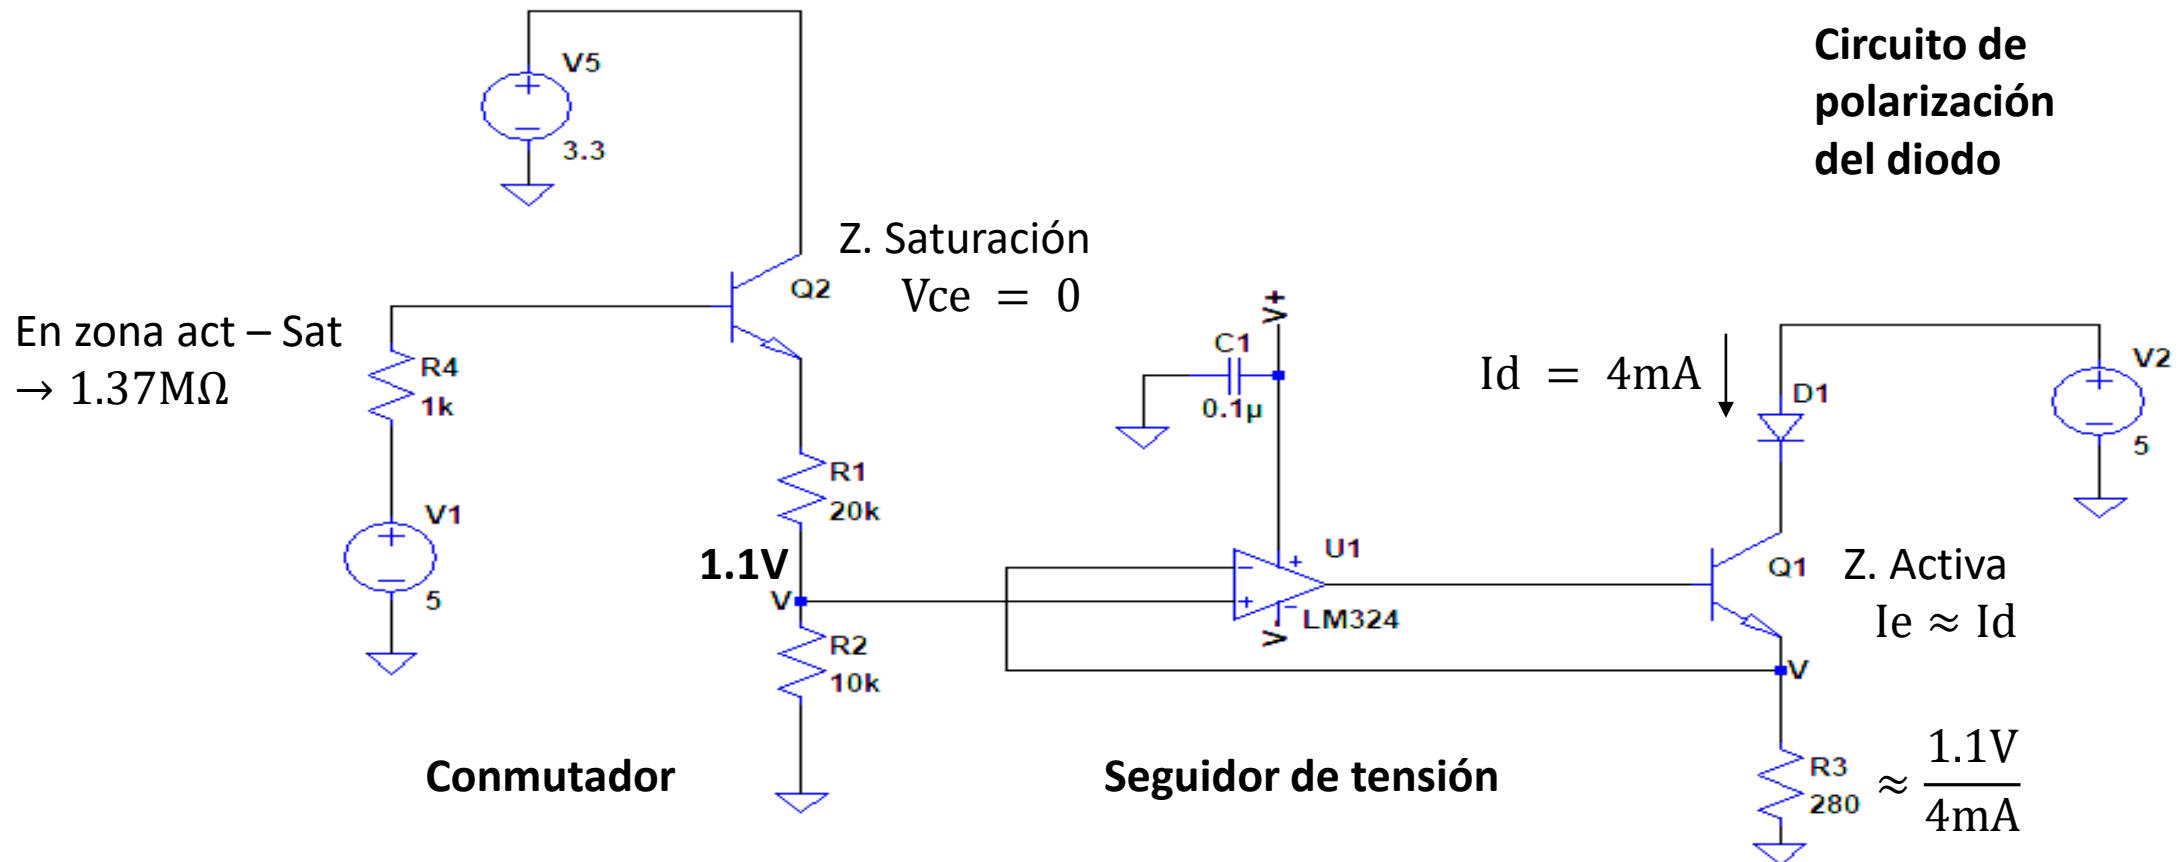 Circuito de
polarización
del diodo
V5
3.3
Z. Saturación
Vce = 0
Q2
En zona act – Sat
→ 1.37MΩ
R4
1k
V1
5
R1
20k
1.1V
V
R2
10k
Conmutador
V+
C1
0.1µ
U1
LM324
V-
Seguidor de tensión
Id = 4mA
D1
V2
5
Q1
Z. Activa
Ie ≈ Id
V
R3
280
≈ 1.1V
4mA